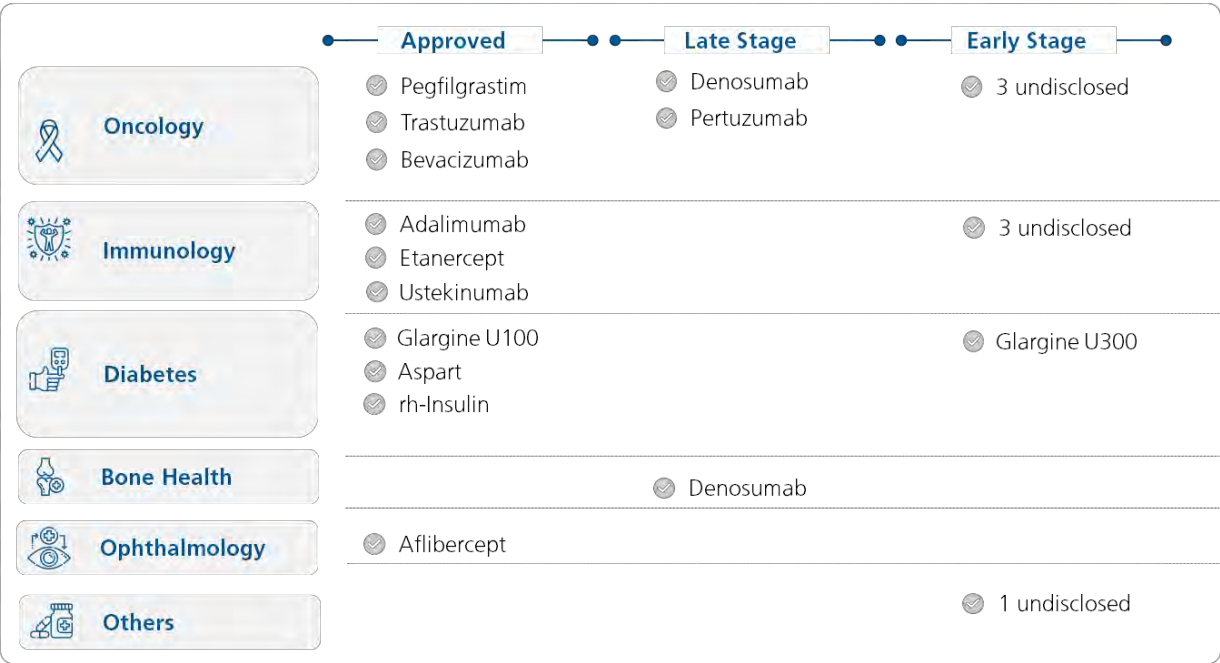 Approved
Late Stage
Early Stage
Oncology
Pegfilgrastim
Trastuzumab
Bevacizumab
Denosumab
Pertuzumab
3 undisclosed
Immunology
Adalimumab
Etanercept
Ustekinumab
3 undisclosed
Diabetes
Glargine U100
Aspart
rh-Insulin
Glargine U300
Bone Health
Denosumab
Ophthalmology
Aflibercept
Others
1 undisclosed